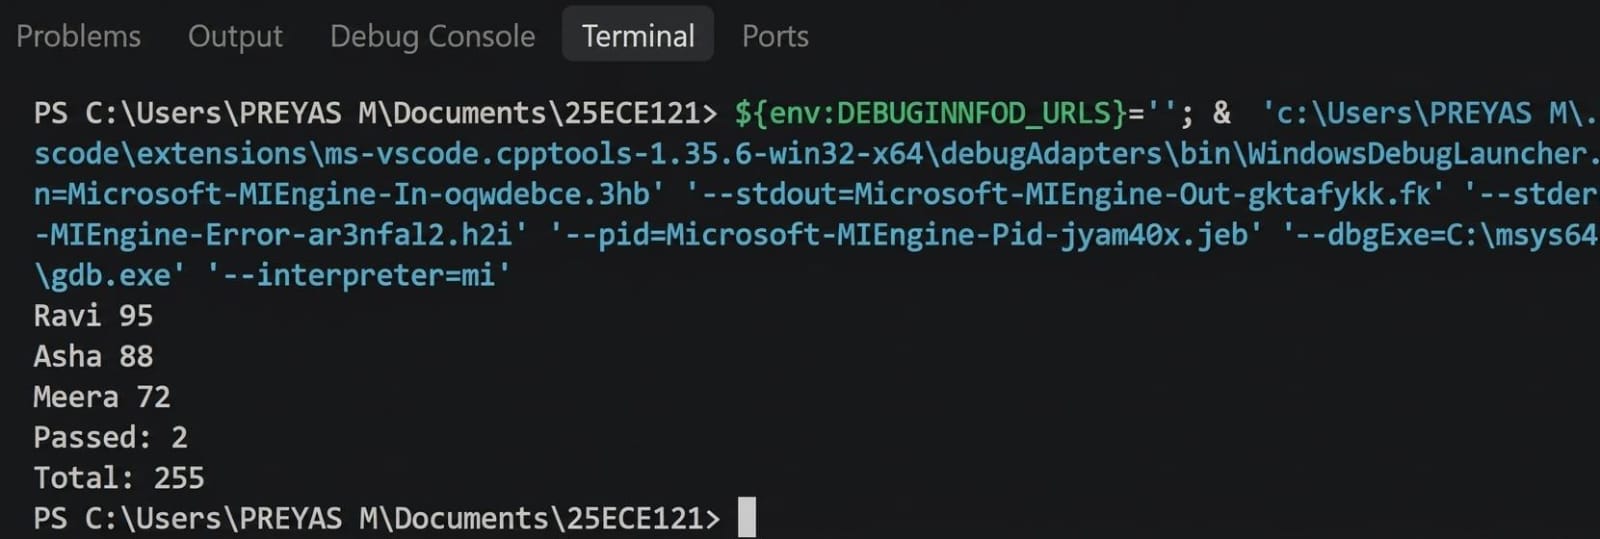 Problems Output Debug Console Terminal Ports
PS C:\Users\PREYAS M\Documents\25ECE121> ${env:DEBUGINNFOD_URLS}=''; & 'c:\Users\PREYAS M\.
scode\extensions\ms-vscode.cpptools-1.35.6-win32-x64\debugAdapters\bin\WindowsDebugLauncher.
n=Microsoft-MIEngine-In-oqwdebce.3hb' '--stdout=Microsoft-MIEngine-Out-gktafykk.fk' '--stder
-MIEngine-Error-ar3nfal2.h2i' '--pid=Microsoft-MIEngine-Pid-jyam40x.jeb' '--dbgExe=C:\msys64
\gdb.exe' '--interpreter=mi'
Ravi 95
Asha 88
Meera 72
Passed: 2
Total: 255
PS C:\Users\PREYAS M\Documents\25ECE121>